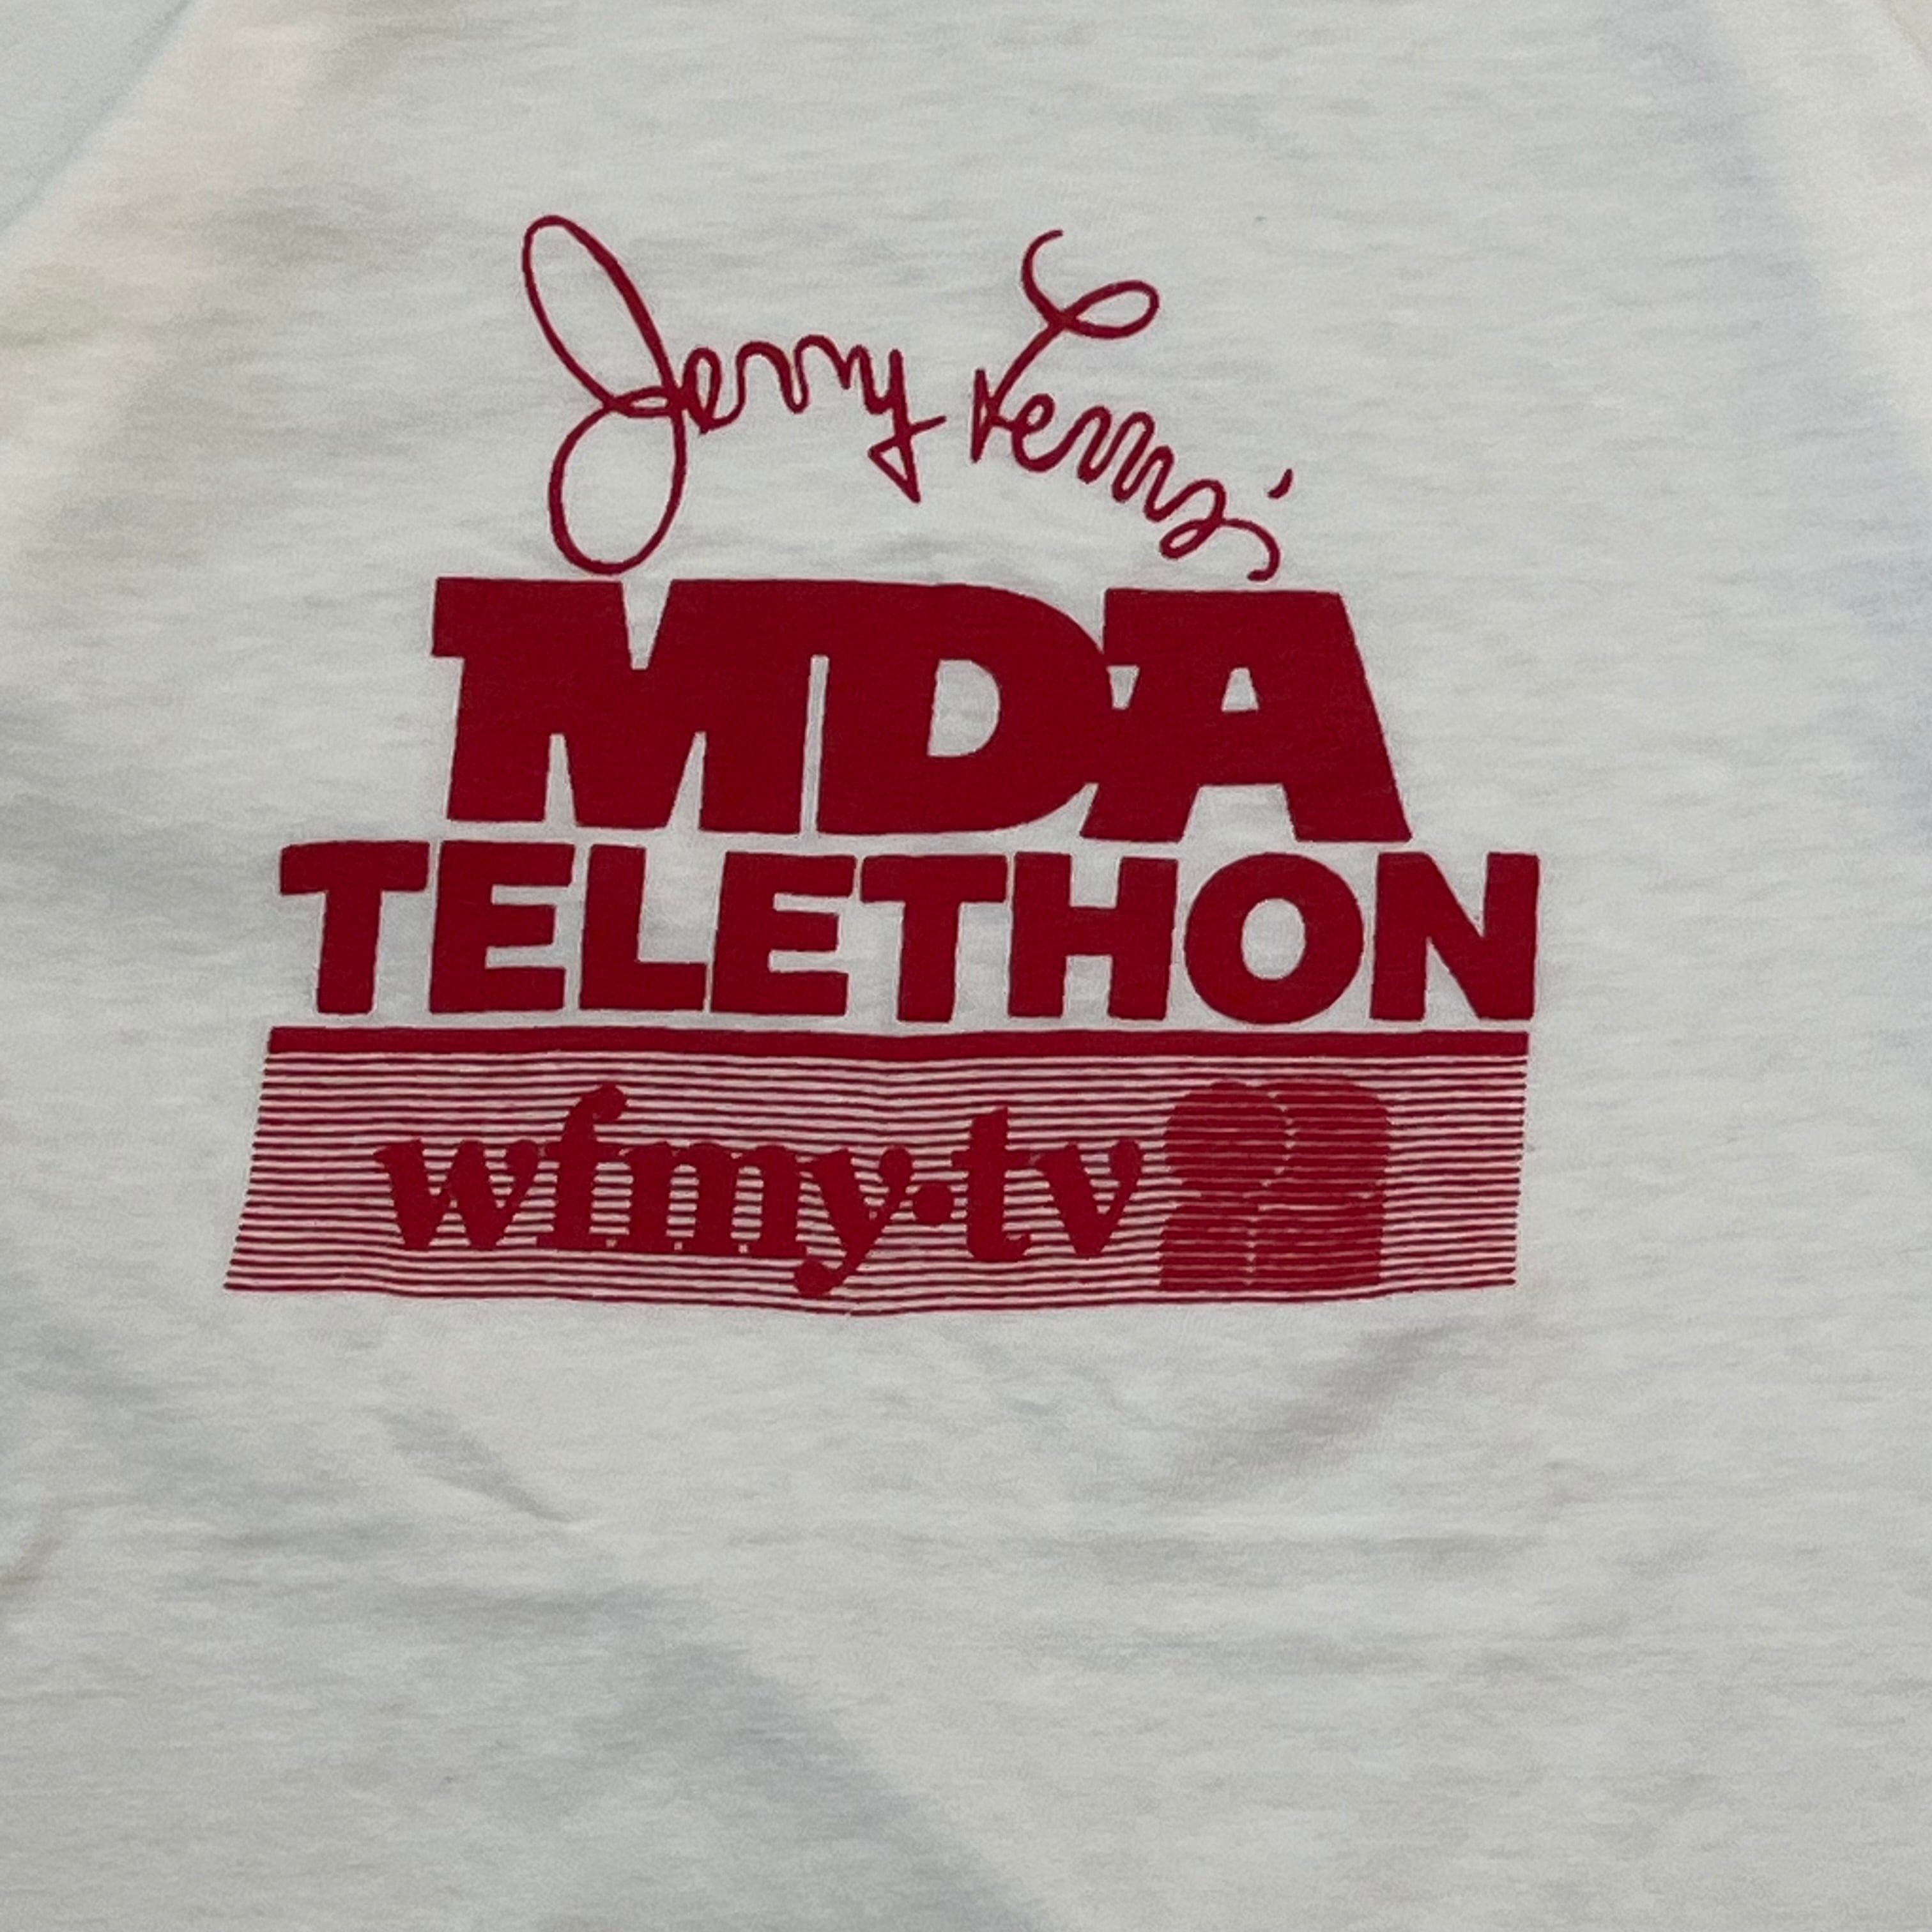 Jerry Lewis'
MDA
TELETHON
wfmy·tv